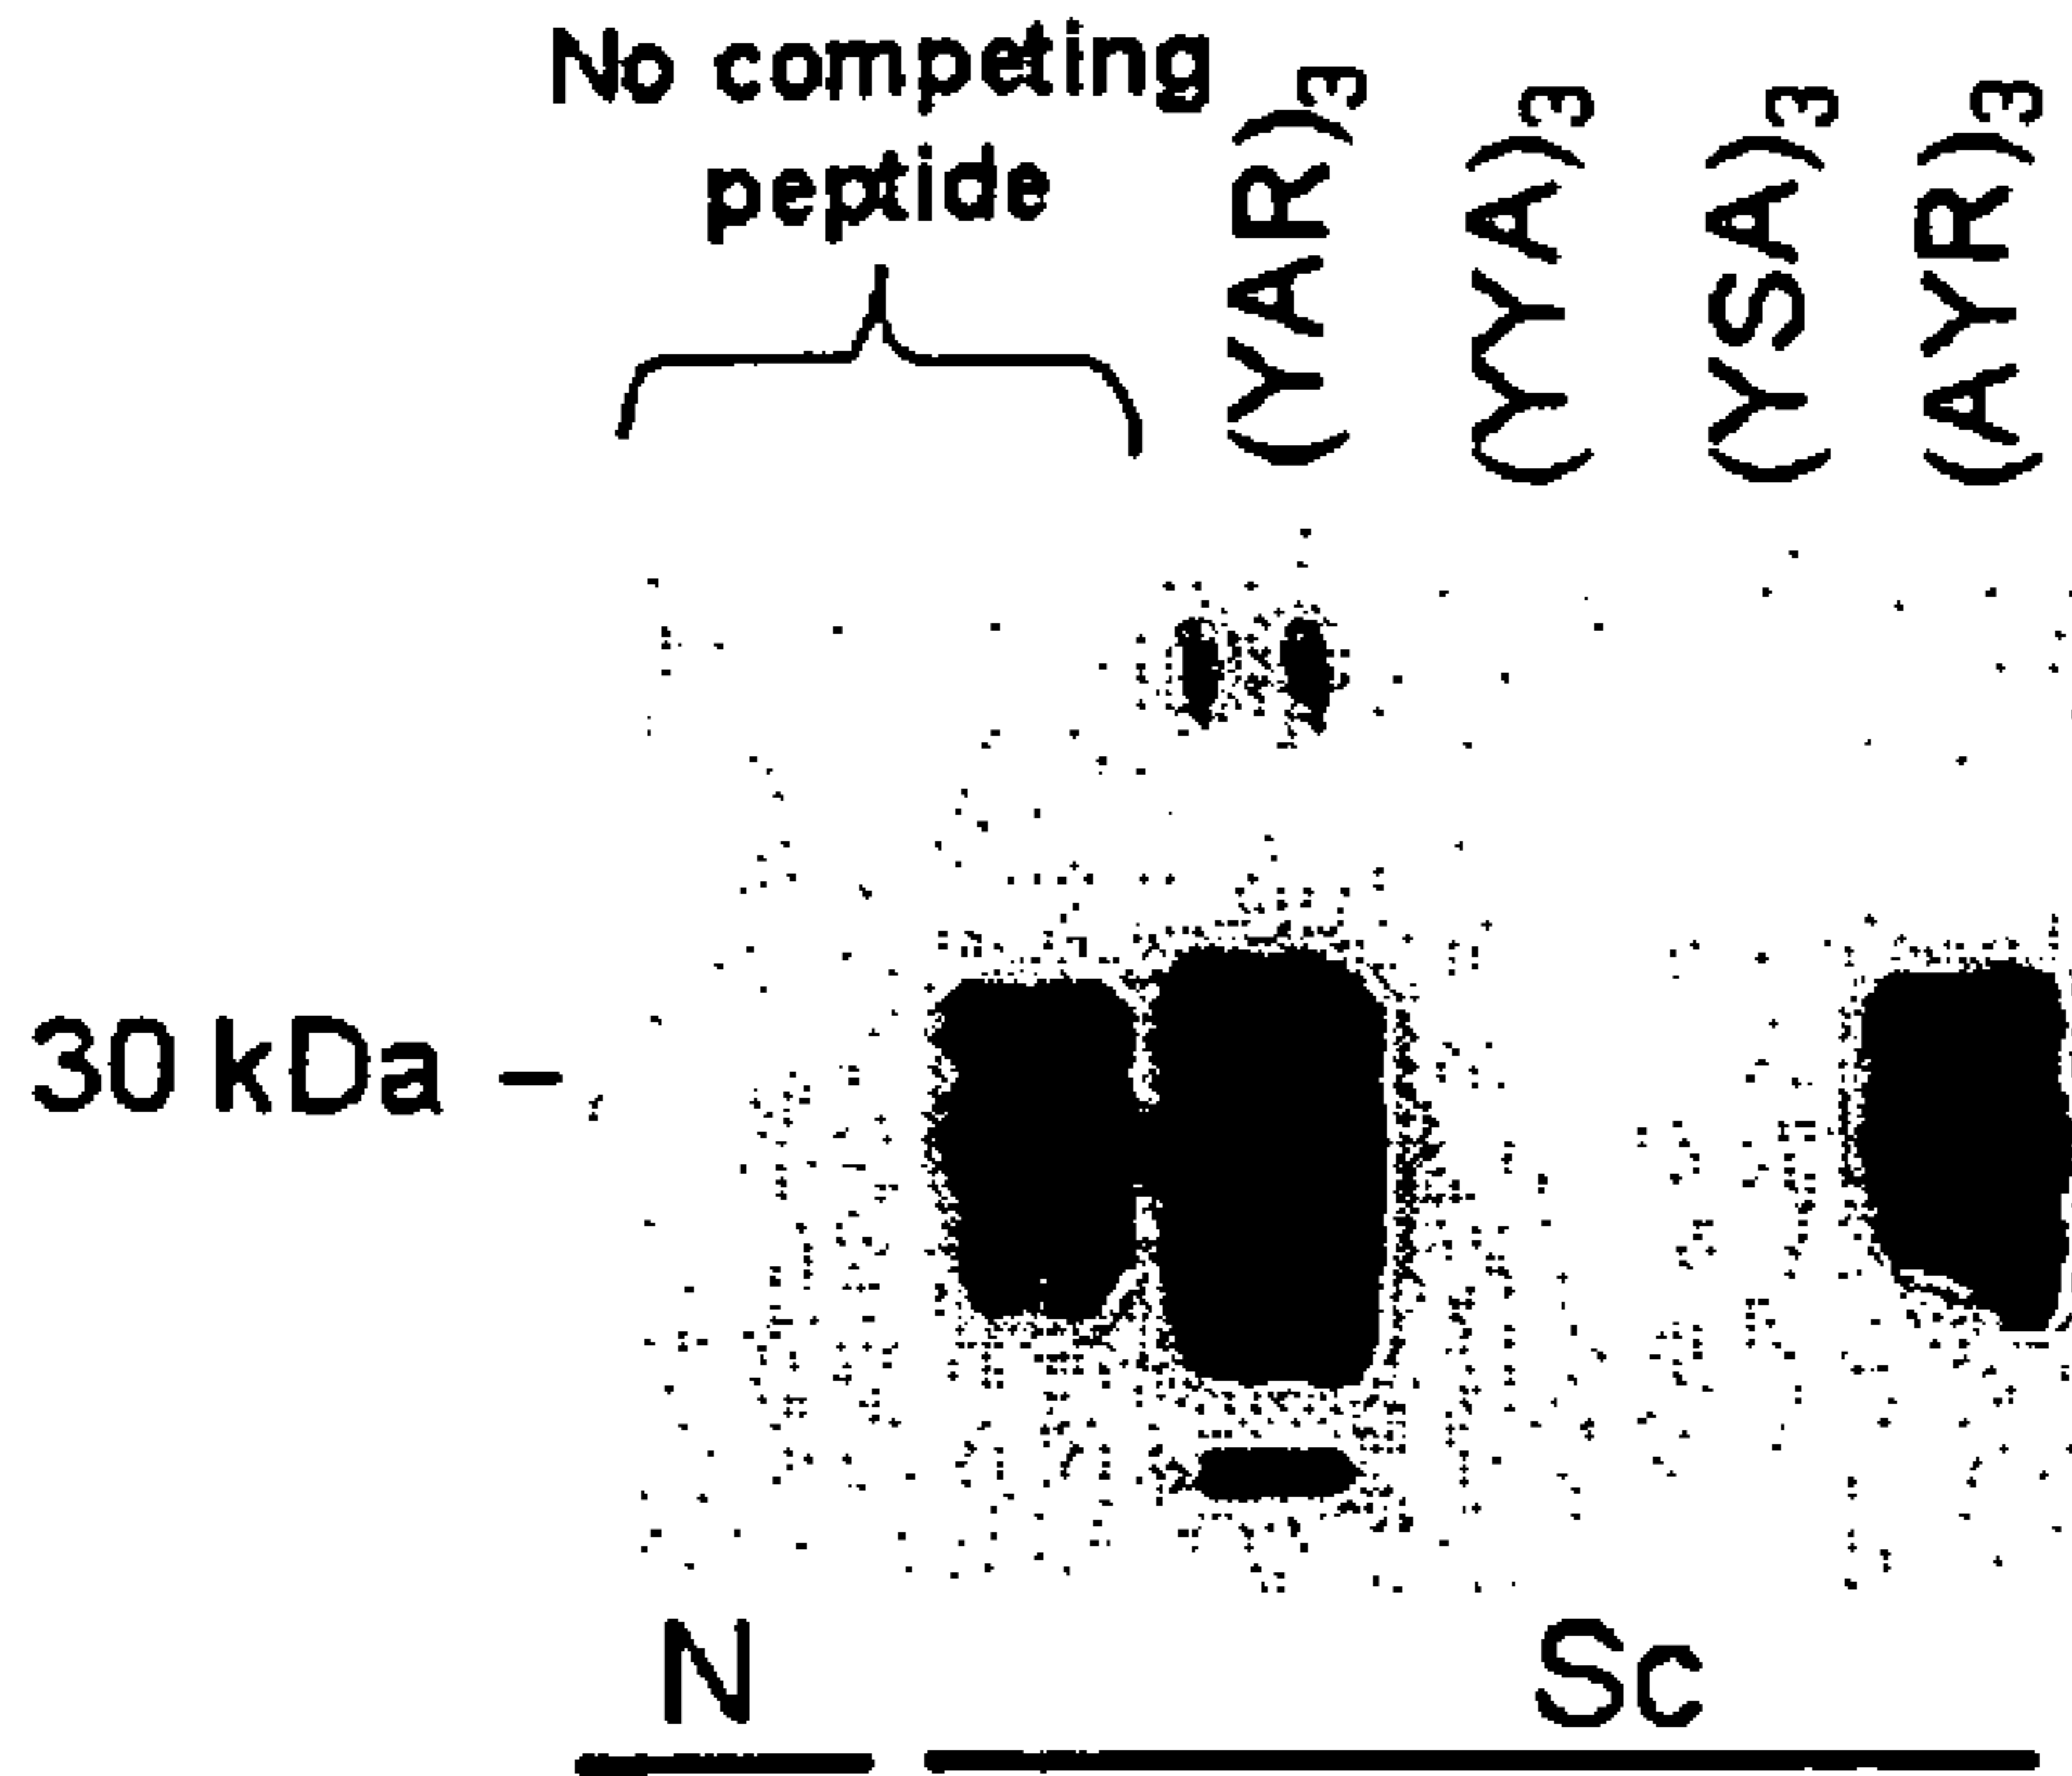 No competing
peptide
(YAR)3
(YYA)3
(YSA)3
(AYR)3
30 kDa –
N
Sc